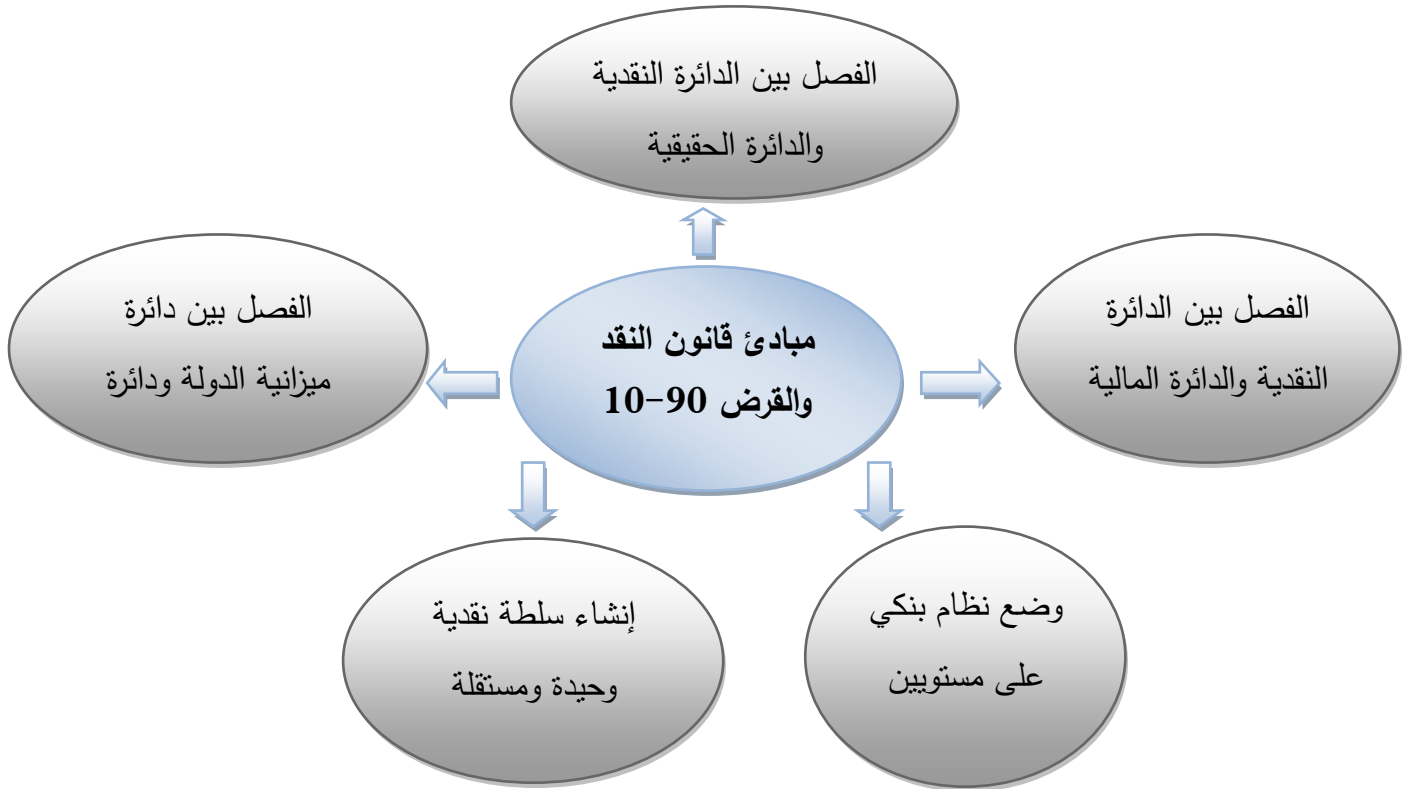 الفصل بين الدائرة النقدية
والدائرة الحقيقية
الفصل بين الدائرة
النقدية والدائرة المالية
مبادئ قانون النقد
والقرض 90-10
الفصل بين دائرة
ميزانية الدولة ودائرة
وضع نظام بنكي
على مستويين
إنشاء سلطة نقدية
وحيدة ومستقلة